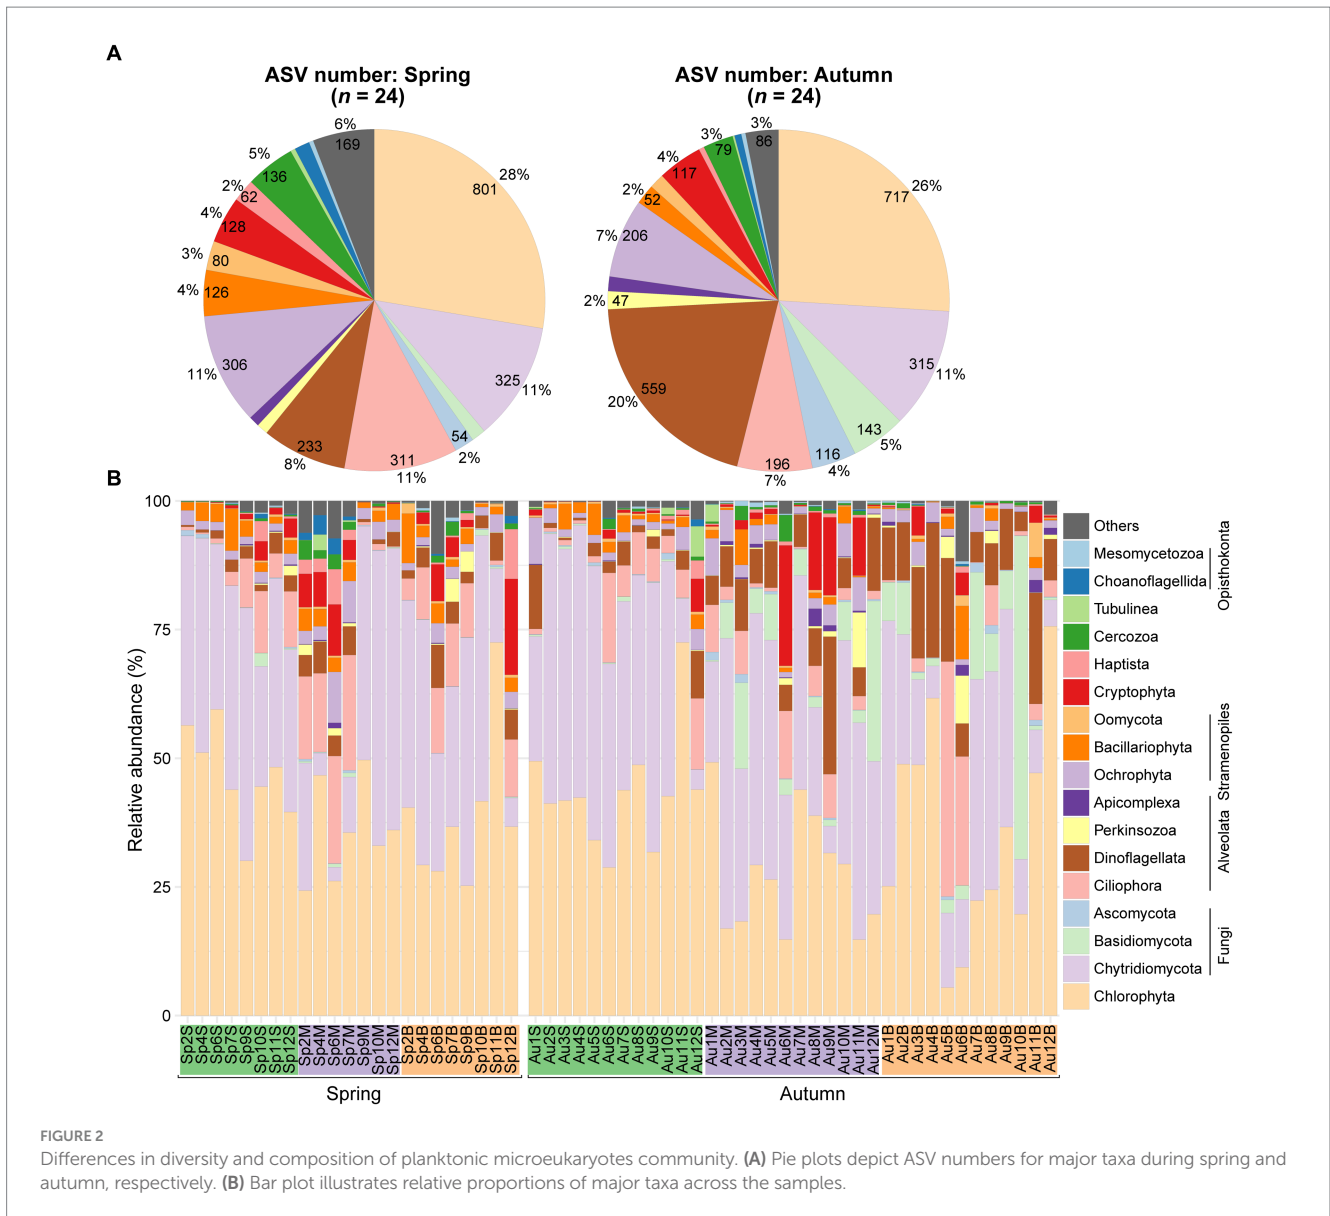 A
ASV number: Spring
(n = 24)
ASV number: Autumn
(n = 24)
6%
169
5%
136
2%
62
4%
128
3%
80
4%
126
306
11%
233
8%
311
11%
54
2%
325
11%
801
28%
3%
86
3%
79
4%
117
2%
52
7%
206
2%
47
559
20%
196
7%
116
4%
143
5%
315
11%
717
26%
B
Relative abundance (%)
100
75
50
25
0
Sp2S
Sp4S
Sp6S
Sp7S
Sp9S
Sp10S
Sp11S
Sp12S
Sp2M
Sp4M
Sp6M
Sp7M
Sp9M
Sp10M
Sp12M
Sp2B
Sp4B
Sp6B
Sp7B
Sp9B
Sp10B
Sp11B
Sp12B
Au1S
Au2S
Au3S
Au4S
Au5S
Au6S
Au7S
Au8S
Au9S
Au10S
Au11S
Au12S
Au1M
Au2M
Au3M
Au4M
Au5M
Au6M
Au7M
Au8M
Au9M
Au10M
Au11M
Au12M
Au1B
Au2B
Au3B
Au4B
Au5B
Au6B
Au7B
Au8B
Au9B
Au10B
Au11B
Au12B
Spring
Autumn
Others
Mesomycetozoa
Choanoflagellida
Tubulinea
Cercozoa
Haptista
Cryptophyta
Oomycota
Bacillariophyta
Ochrophyta
Apicomplexa
Perkinsozoa
Dinoflagellata
Ciliophora
Ascomycota
Basidiomycota
Chytridiomycota
Chlorophyta
Opisthokonta
Stramenopiles
Alveolata
Fungi
FIGURE 2
Differences in diversity and composition of planktonic microeukaryotes community. (A) Pie plots depict ASV numbers for major taxa during spring and
autumn, respectively. (B) Bar plot illustrates relative proportions of major taxa across the samples.